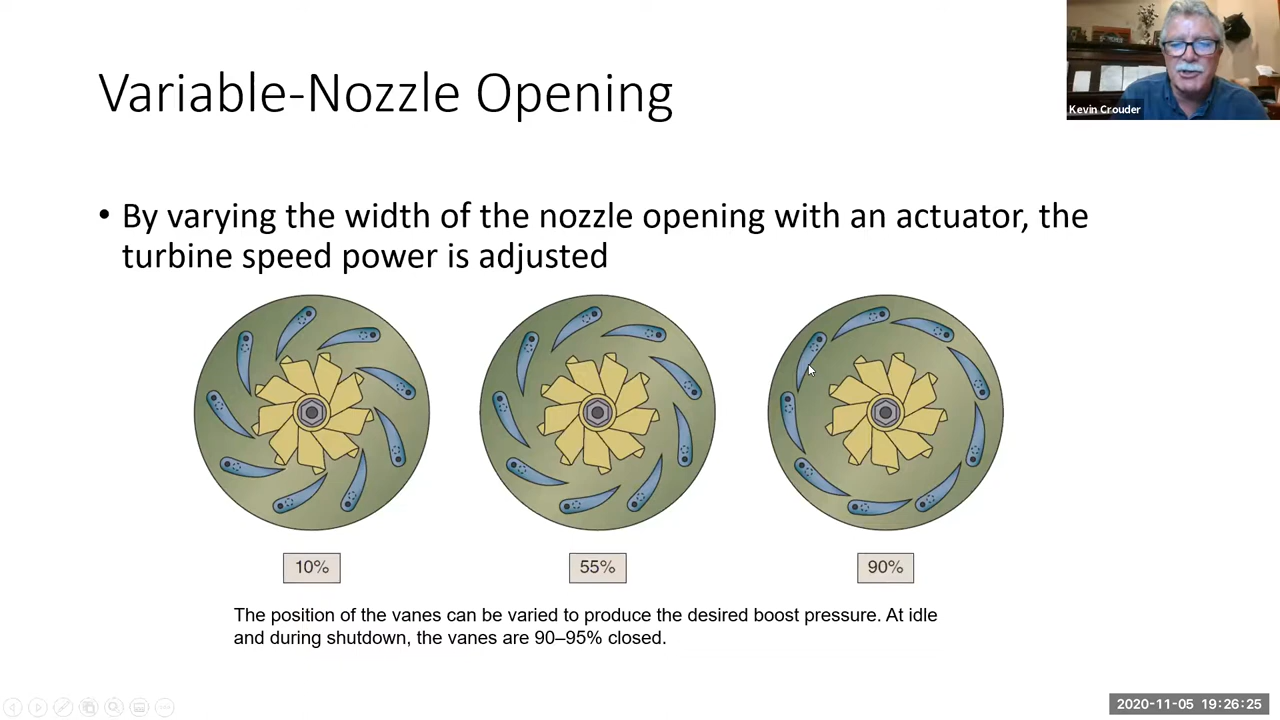 Variable-Nozzle Opening
Kevin Crouder
• By varying the width of the nozzle opening with an actuator, the
turbine speed power is adjusted
10%
55%
90%
The position of the vanes can be varied to produce the desired boost pressure. At idle
and during shutdown, the vanes are 90–95% closed.
2020-11-05 19:26:25